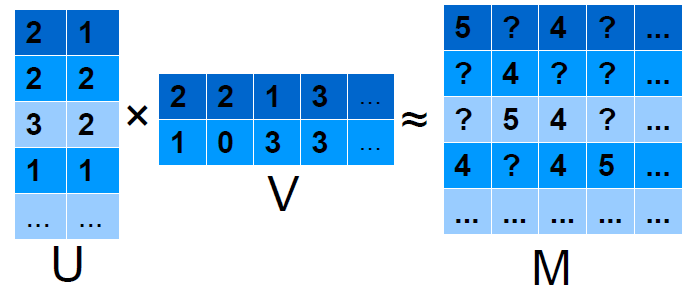 2 1
2 2
3 2
1 1
... ...
U
×
2 2 1 3 ...
1 0 3 3 ...
V
≈
5 ? 4 ? ...
? 4 ? ? ...
? 5 4 ? ...
4 ? 4 5 ...
... ... ... ... ...
M